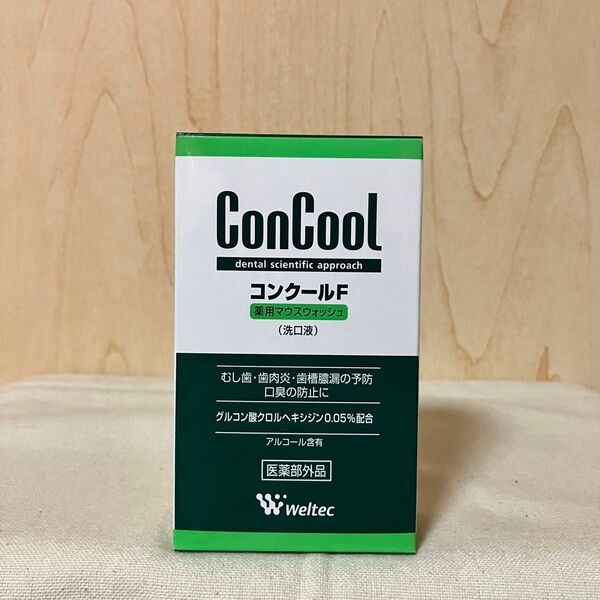 ConCool
dental scientific approach
コンクールF
薬用マウスウォッシュ
(洗口液)
むし歯・歯肉炎・歯槽膿漏の予防
口臭の防止に
グルコン酸クロルヘキシジン0.05%配合
アルコール含有
医薬部外品
weltec